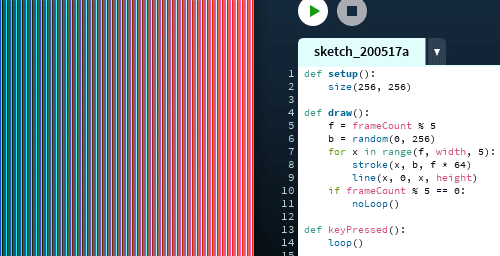 sketch_200517a
1 def setup():
2 size(256, 256)
3
4 def draw():
5 f = frameCount % 5
6 b = random(0, 256)
7 for x in range(f, width, 5):
8 stroke(x, b, f * 64)
9 line(x, 0, x, height)
10 if frameCount % 5 == 0:
11 noLoop()
12
13 def keyPressed():
14 loop()
15